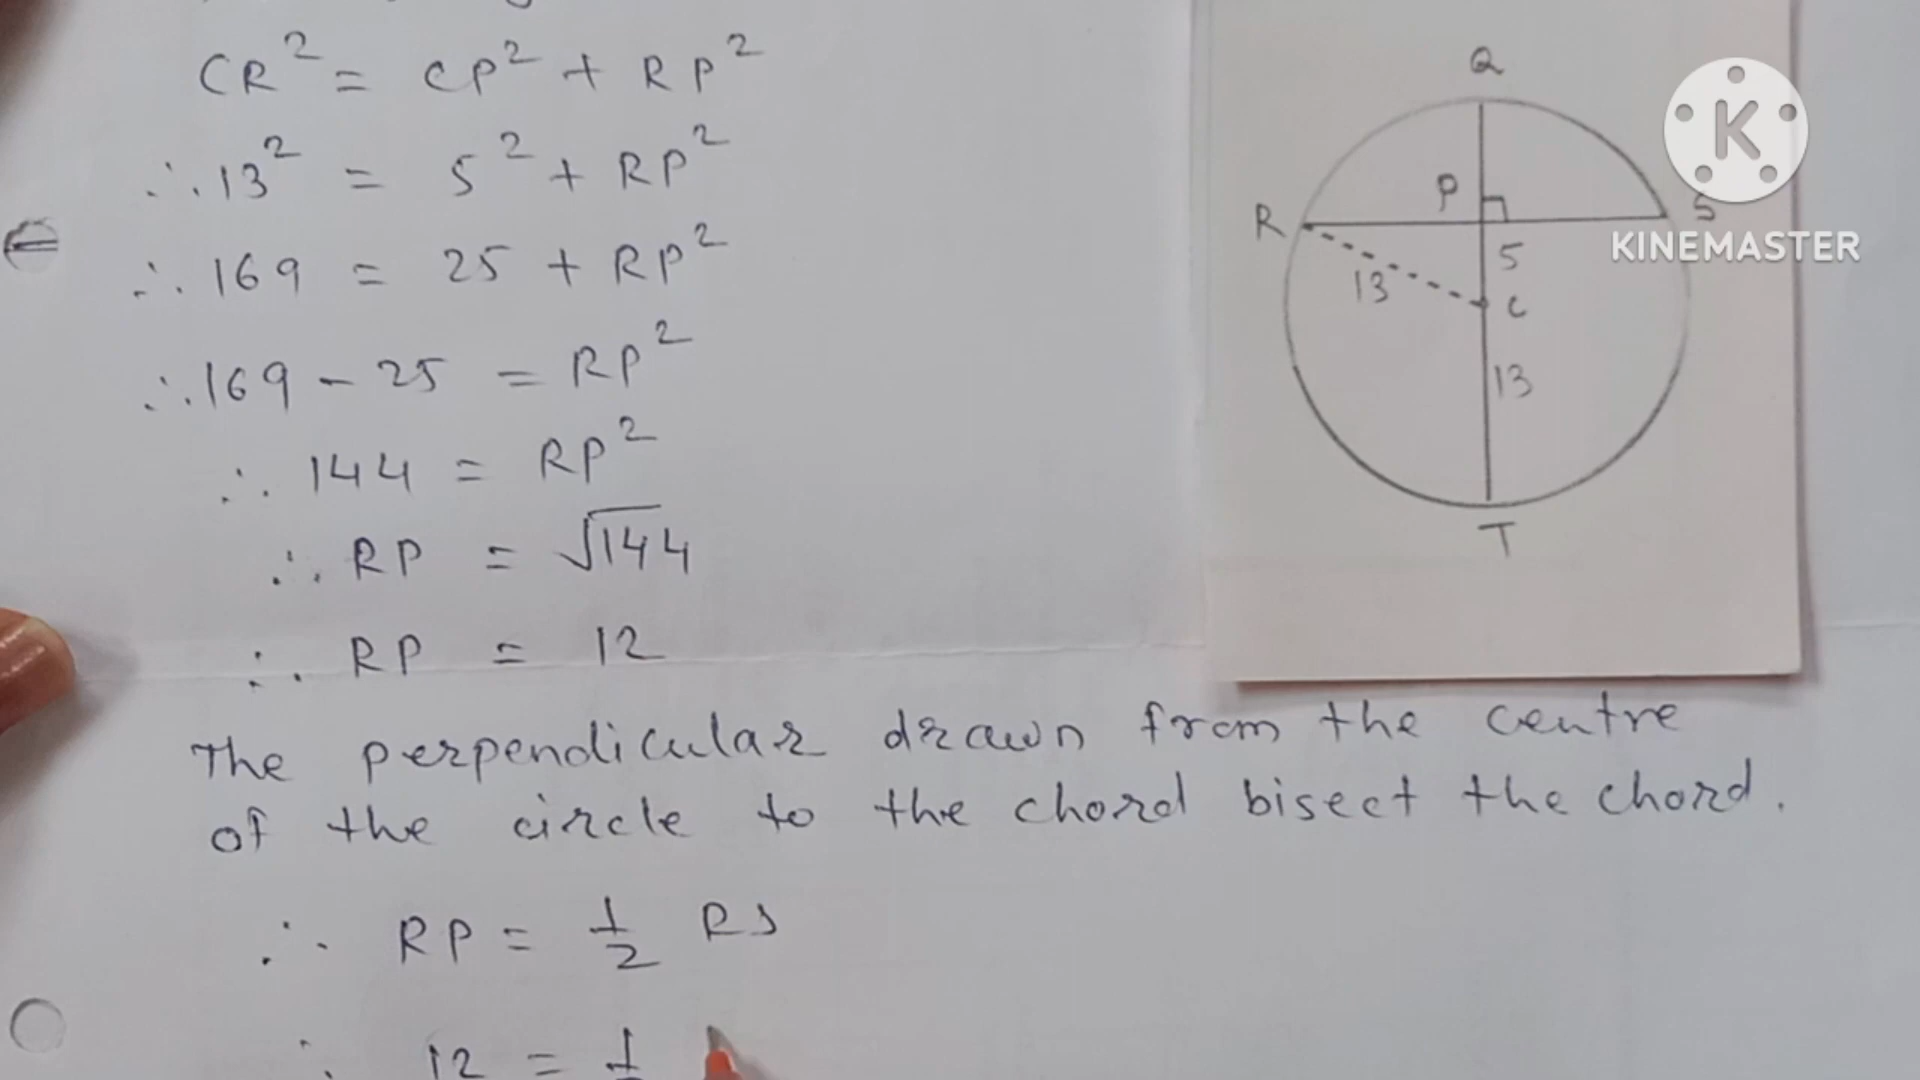 CR² = CP² + RP²
∴ 13² = 5² + RP²
∴ 169 = 25 + RP²
∴ 169 - 25 = RP²
∴ 144 = RP²
∴ RP = √144
∴ RP = 12
The perpendicular drawn from the centre
of the circle to the chord bisect the chord.
∴ RP = 1/2 RS
∴ 12 = 1/
Q
P
R
S
5
13
C
13
T
K
KINEMASTER